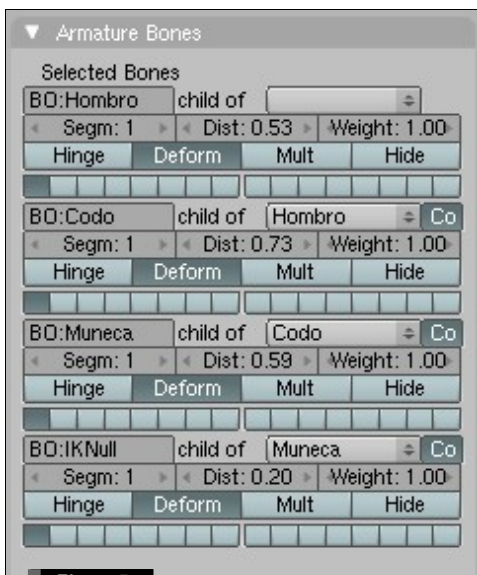 Armature Bones
Selected Bones
BO:Hombro child of
Segm: 1 Dist: 0.53 Weight: 1.00
Hinge Deform Mult Hide
BO:Codo child of Hombro Co
Segm: 1 Dist: 0.73 Weight: 1.00
Hinge Deform Mult Hide
BO:Muneca child of Codo Co
Segm: 1 Dist: 0.59 Weight: 1.00
Hinge Deform Mult Hide
BO:IKNull child of Muneca Co
Segm: 1 Dist: 0.20 Weight: 1.00
Hinge Deform Mult Hide